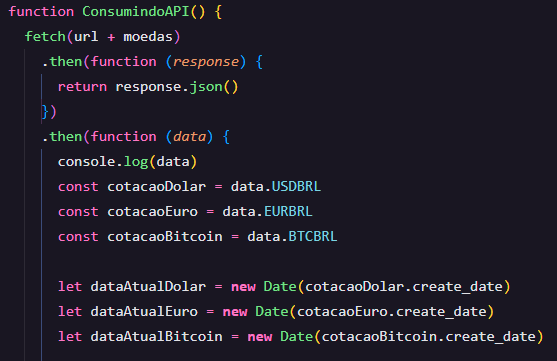 function ConsumindoAPI() {
  fetch(url + moedas)
    .then(function (response) {
      return response.json()
    })
    .then(function (data) {
      console.log(data)
      const cotacaoDolar = data.USDBRL
      const cotacaoEuro = data.EURBRL
      const cotacaoBitcoin = data.BTCBRL

      let dataAtualDolar = new Date(cotacaoDolar.create_date)
      let dataAtualEuro = new Date(cotacaoEuro.create_date)
      let dataAtualBitcoin = new Date(cotacaoBitcoin.create_date)